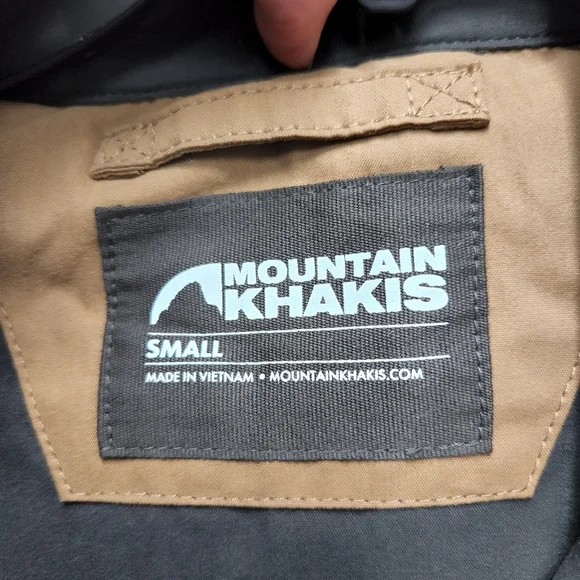 MOUNTAIN
KHAKIS
SMALL
MADE IN VIETNAM • MOUNTAINKHAKIS.COM